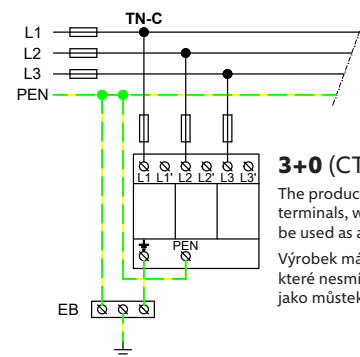 TN-C
L1
L2
L3
PEN
L1 L1' L2 L2' L3 L3'
PEN
EB
3+0 (CT
The produc
terminals, w
be used as a
Výrobek má
které nesmí
jako můstek